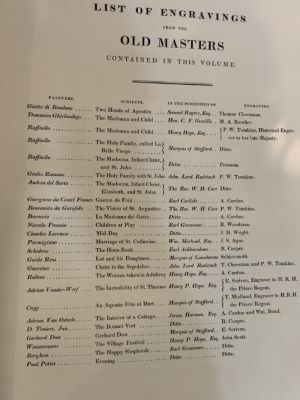 LIST OF ENGRAVINGS
FROM THE
OLD MASTERS
CONTAINED IN THIS VOLUME.
PAINTERS. SUBJECTS. IN THE POSSESSION OF ENGRAVERS.
Giotto di Bondone Two Heads of Apostles Samuel Rogers, Esq. Thomas Cheesman.
Domenico Ghirlandajo The Madonna and Child Hon. C. F. Greville M. A. Bourlier.
Raffaello The Madonna and Child Henry Hope, Esq. P. W. Tomkins, Historical Engraver to her late Majesty.
Raffaello The Holy Family, called La Belle Vierge Marquis of Stafford Ditto.
Raffaello The Madonna, Infant Christ, and St. John Ditto Freeman.
Giulio Romano The Holy Family with St. John John Lord Radstock P. W. Tomkins.
Andrea del Sarto The Madonna, Infant Christ, Elizabeth, and St. John The Rev. W. H. Carr Ditto.
Giorgione da Castel Franco Gaston de Foix Earl Carlisle A. Cardon.
Benvenuto da Garofalo The Vision of St. Augustine The Rev. W. H. Carr P. W. Tomkins.
Baroccio La Madonna del Gatto Ditto A. Cardon.
Nicolo Poussin Children at Play Earl Grosvenor R. Woodman.
Claudio Lorenese Mid-Day Ditto J. H. Wright.
Parmigiano Marriage of St. Catherine Wm. Morland, Esq. J. S. Agar.
Schidone The Horn-Book Earl Ashburnham R. Cooper.
Guido Reni Lot and his Daughters Marquis of Lansdowne Schiavonetti.
Guercino Christ in the Sepulchre John Lord Radstock T. Cheesman and P. W. Tomkins.
Rubens The Woman taken in Adultery Henry Hope, Esq. A. Cardon.
Adrian Vander-Werf The Incredulity of St. Thomas Henry P. Hope, Esq. E. Scriven, Engraver to H. R. H. the Prince Regent.
Cuyp An Aquatic Fête at Dort Marquis of Stafford T. Medland, Engraver to H. R. H. the Prince Regent.
Adrian Van Ostade The Interior of a Cottage Jerem. Harman, Esq. A. Cardon and Wm. Bond.
D. Teniers, Jun. The Bonnet Vert Ditto R. Cooper.
Gerhard Dow Gerhard Dow Marquis of Stafford E. Scriven.
Wouvermans The Village Festival Henry P. Hope, Esq. John Scott.
Berghem The Happy Shepherds Earl Grosvenor Ditto.
Paul Potter Evening Ditto Ditto.